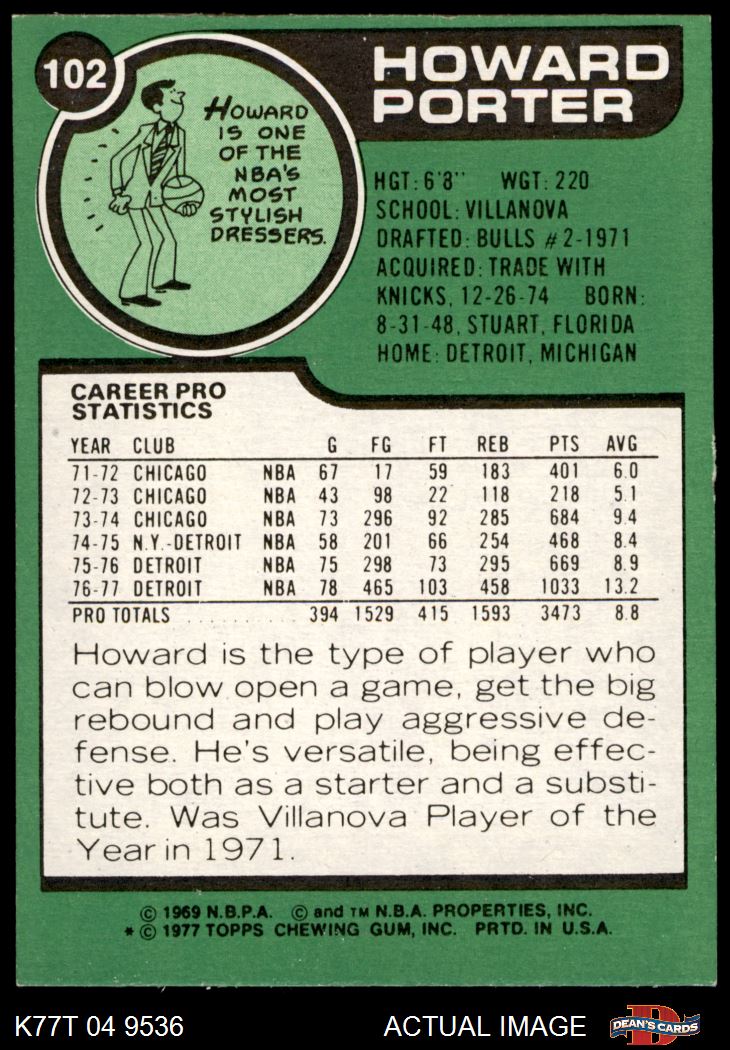 102
HOWARD
PORTER
HOWARD
IS ONE
OF THE
NBA'S
MOST
STYLISH
DRESSERS.
HGT: 6'8" WGT: 220
SCHOOL: VILLANOVA
DRAFTED: BULLS #2-1971
ACQUIRED: TRADE WITH
KNICKS, 12-26-74 BORN:
8-31-48, STUART, FLORIDA
HOME: DETROIT, MICHIGAN
CAREER PRO
STATISTICS
YEAR CLUB G FG FT REB PTS AVG
71-72 CHICAGO NBA 67 17 59 183 401 6.0
72-73 CHICAGO NBA 43 98 22 118 218 5.1
73-74 CHICAGO NBA 73 296 92 285 684 9.4
74-75 N.Y.-DETROIT NBA 58 201 66 254 468 8.4
75-76 DETROIT NBA 75 298 73 295 669 8.9
76-77 DETROIT NBA 78 465 103 458 1033 13.2
PRO TOTALS .......... 394 1529 415 1593 3473 8.8
Howard is the type of player who
can blow open a game, get the big
rebound and play aggressive de-
fense. He's versatile, being effec-
tive both as a starter and a substi-
tute. Was Villanova Player of the
Year in 1971.
© 1969 N.B.P.A. © and TM N.B.A. PROPERTIES, INC.
* © 1977 TOPPS CHEWING GUM, INC. PRTD. IN U.S.A.
K77T 04 9536 ACTUAL IMAGE
D
DEAN'S CARDS